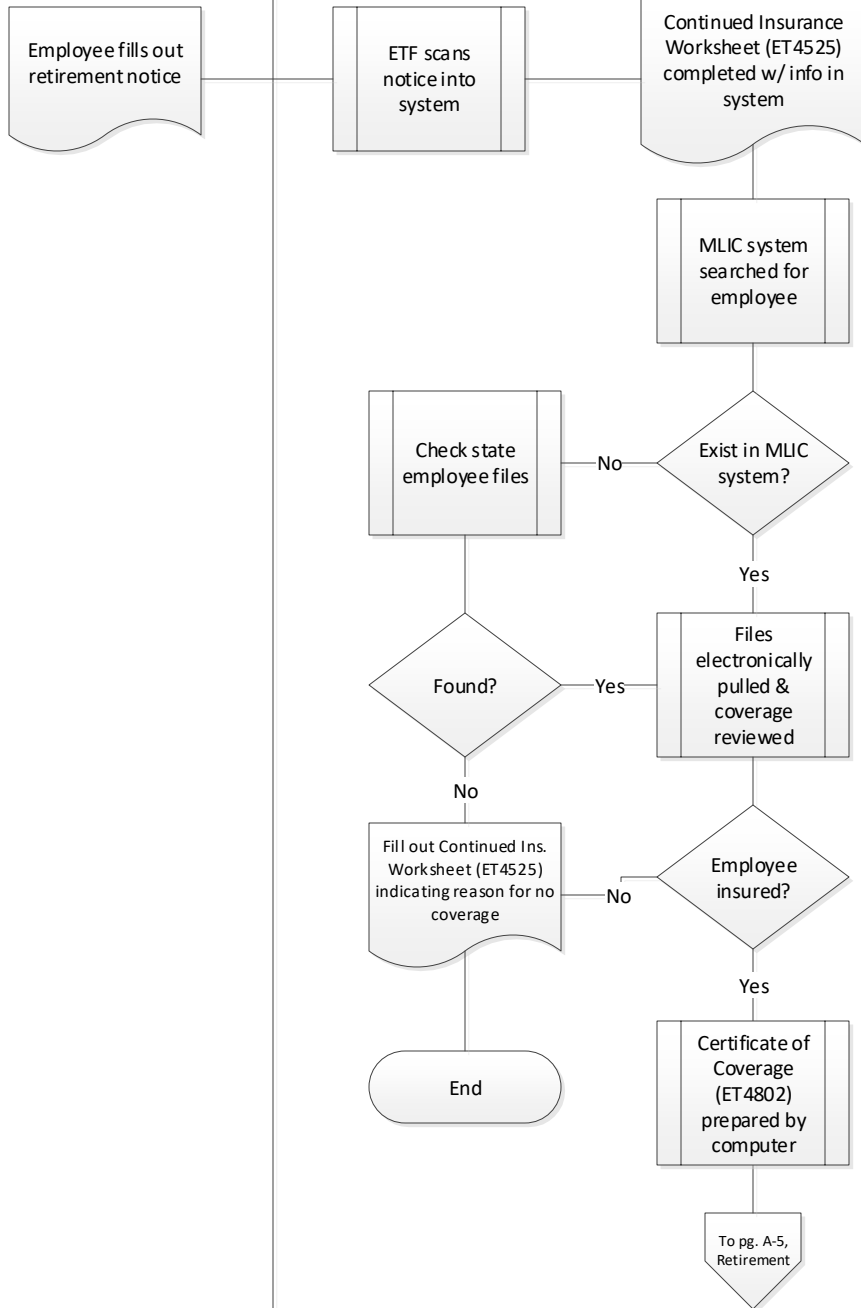 Employee fills out
retirement notice
ETF scans
notice into
system
Continued Insurance
Worksheet (ET4525)
completed w/ info in
system
MLIC system
searched for
employee
Exist in MLIC
system?
No
Check state
employee files
Yes
Found?
Yes
Files
electronically
pulled &
coverage
reviewed
No
Fill out Continued Ins.
Worksheet (ET4525)
indicating reason for no
coverage
No
Employee
insured?
Yes
End
Certificate of
Coverage
(ET4802)
prepared by
computer
To pg. A-5,
Retirement